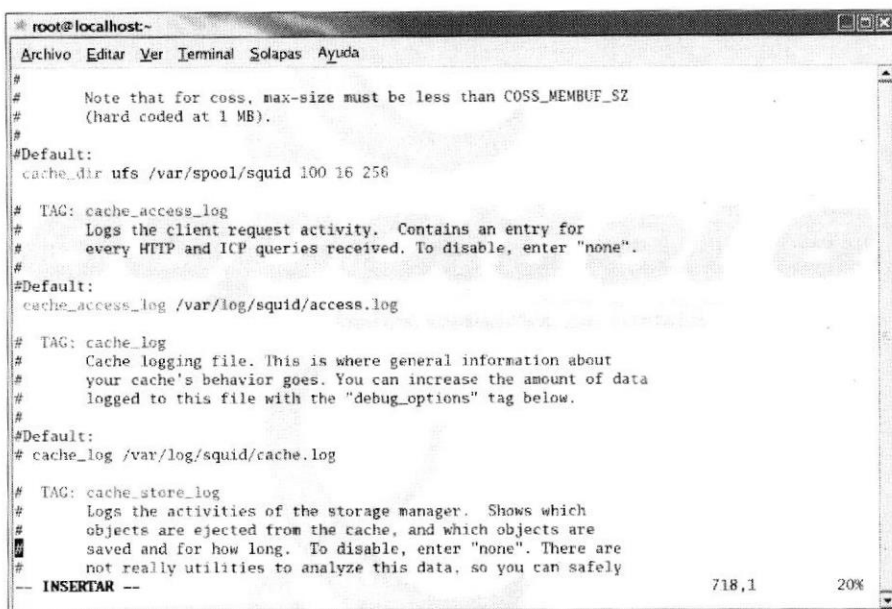 root@localhost:~
Archivo Editar Ver Terminal Solapas Ayuda
#
# Note that for coss, max-size must be less than COSS_MEMBUF_SZ
# (hard coded at 1 MB).
#
#Default:
cache_dir ufs /var/spool/squid 100 16 256
# TAG: cache_access_log
# Logs the client request activity. Contains an entry for
# every HTTP and ICP queries received. To disable, enter "none".
#
#Default:
cache_access_log /var/log/squid/access.log
# TAG: cache_log
# Cache logging file. This is where general information about
# your cache's behavior goes. You can increase the amount of data
# logged to this file with the "debug_options" tag below.
#
#Default:
# cache_log /var/log/squid/cache.log
# TAG: cache_store_log
# Logs the activities of the storage manager. Shows which
# objects are ejected from the cache, and which objects are
# saved and for how long. To disable, enter "none". There are
# not really utilities to analyze this data, so you can safely
-- INSERTAR -- 718,1 20%